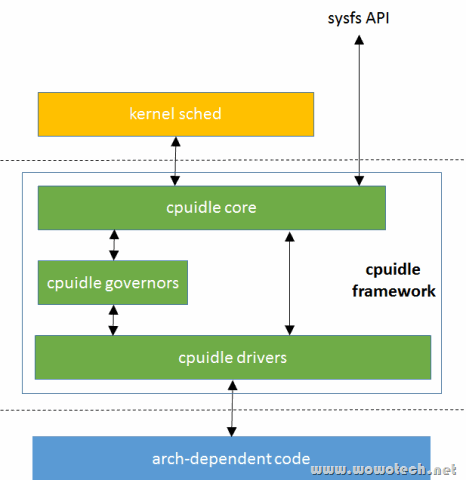 sysfs API
kernel sched
cpuidle core
cpuidle governors
cpuidle
framework
cpuidle drivers
arch-dependent code
www.wowotech.net